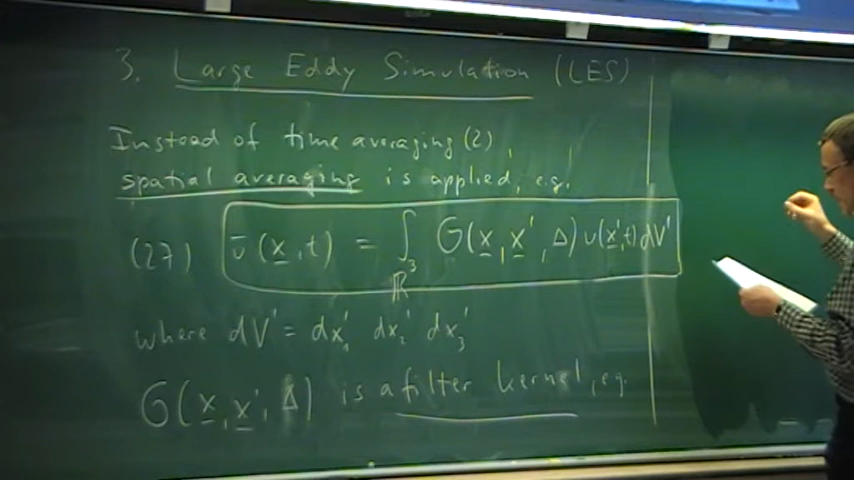 3. Large Eddy Simulation (LES)
Instead of time averaging (2),
spatial averaging is applied, e.g.
(27) ū(x̲,t) = ∫_ℝ³ G(x̲,x̲',Δ) u(x̲',t) dV'
where dV' = dx₁' dx₂' dx₃'
G(x̲,x̲',Δ) is a filter kernel, e.g.